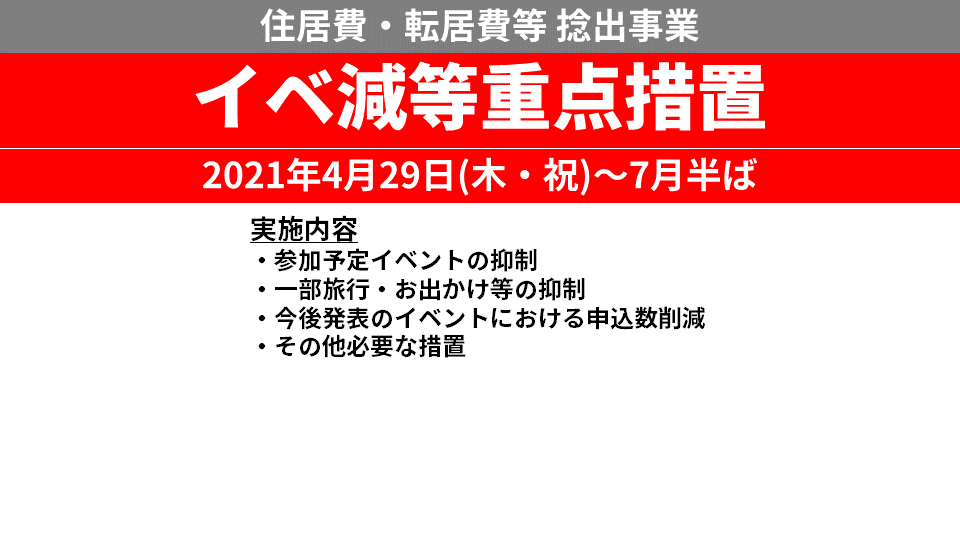 住居費・転居費等 捻出事業
イベ減等重点措置
2021年4月29日(木・祝)～7月半ば
実施内容
・参加予定イベントの抑制
・一部旅行・お出かけ等の抑制
・今後発表のイベントにおける申込数削減
・その他必要な措置